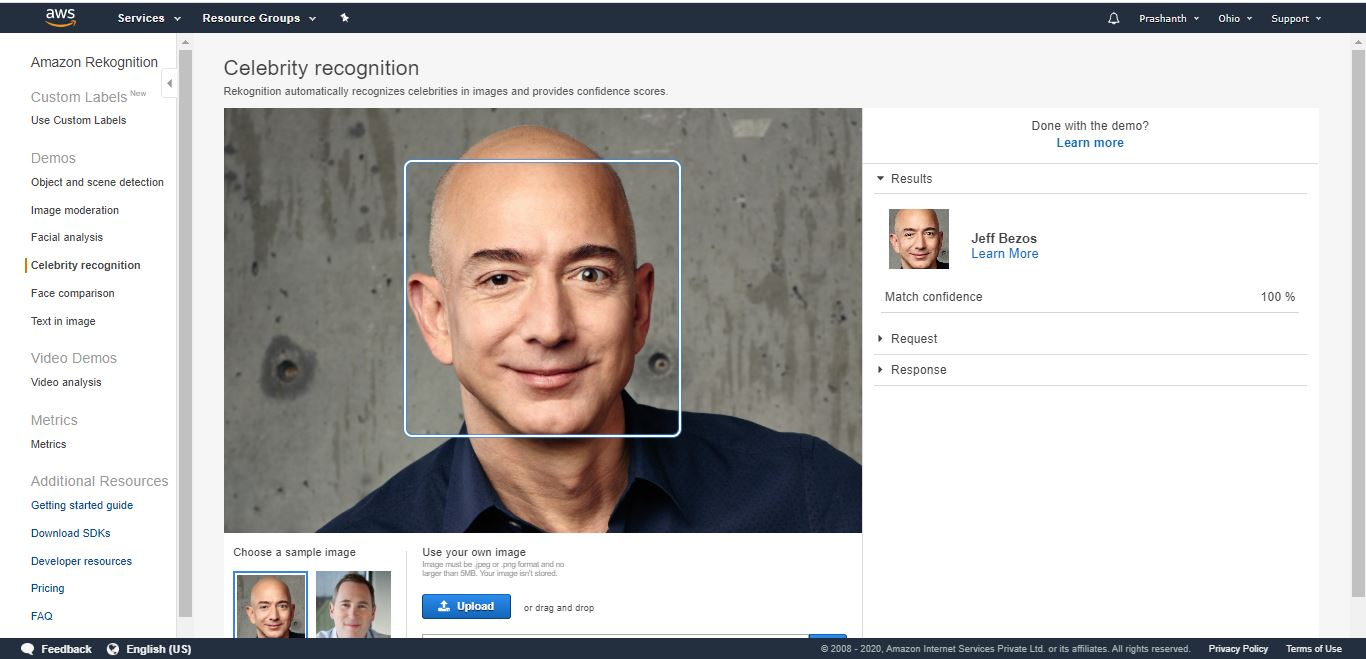 aws
Services
Resource Groups
Prashanth
Ohio
Support
Amazon Rekognition
Custom Labels New
Use Custom Labels
Demos
Object and scene detection
Image moderation
Facial analysis
Celebrity recognition
Face comparison
Text in image
Video Demos
Video analysis
Metrics
Metrics
Additional Resources
Getting started guide
Download SDKs
Developer resources
Pricing
FAQ
Celebrity recognition
Rekognition automatically recognizes celebrities in images and provides confidence scores.
Choose a sample image
Use your own image
Image must be .jpeg or .png format and no
larger than 5MB. Your image isn't stored.
Upload
or drag and drop
Done with the demo?
Learn more
Results
Jeff Bezos
Learn More
Match confidence 100 %
Request
Response
Feedback
English (US)
© 2008 - 2020, Amazon Internet Services Private Ltd. or its affiliates. All rights reserved.
Privacy Policy
Terms of Use